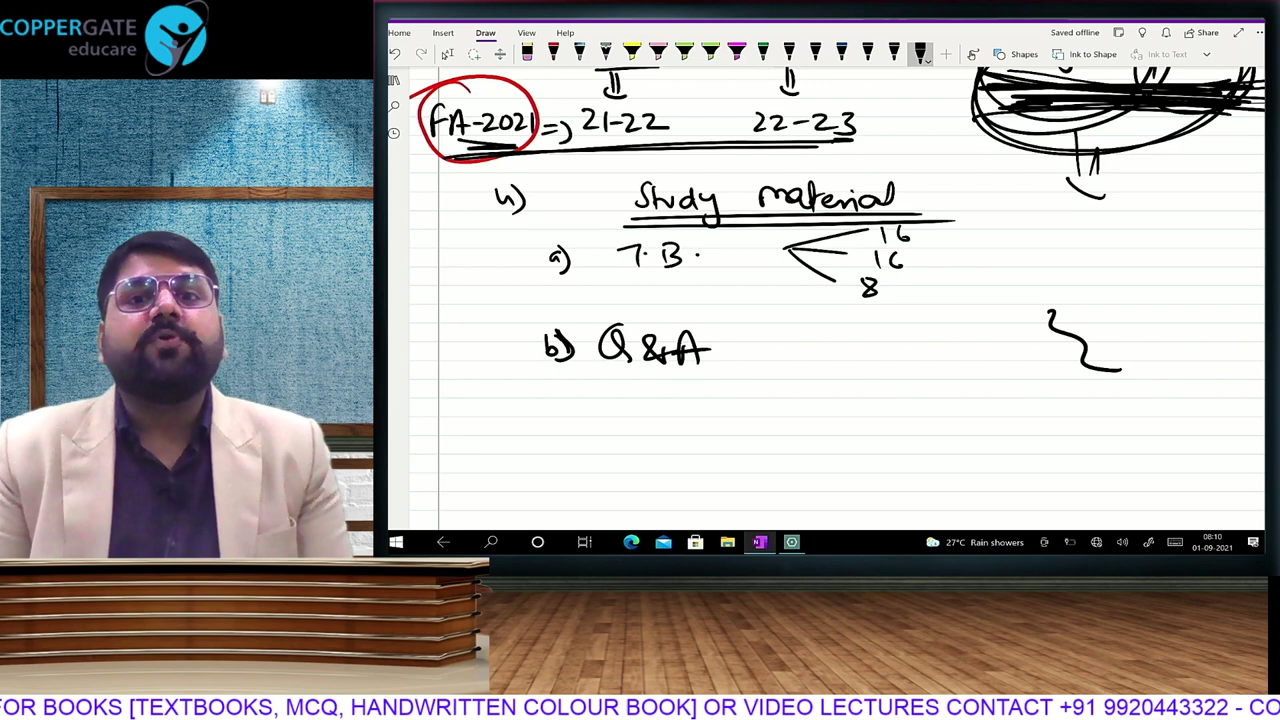 COPPERGATE
educare
Home Insert Draw View Help
Saved offline
Share
Shapes
Ink to Shape
Ink to Text
FA-2021 => 21-22 22-23
4) Study material
a) T.B. 16
16
8
b) Q&A
27°C Rain showers
08:10
01-09-2021
FOR BOOKS [TEXTBOOKS, MCQ, HANDWRITTEN COLOUR BOOK] OR VIDEO LECTURES CONTACT +91 9920443322 - CO